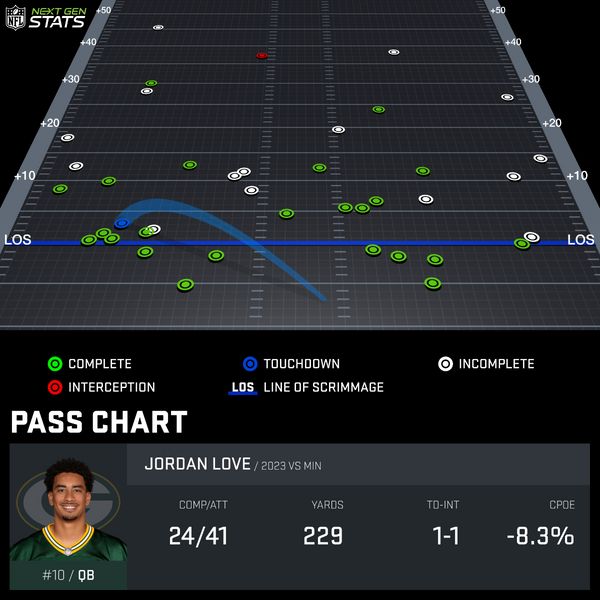 NFL NEXT GEN STATS
+50 +50
+40 +40
+30 +30
+20 +20
+10 +10
LOS LOS
COMPLETE TOUCHDOWN INCOMPLETE
INTERCEPTION LOS LINE OF SCRIMMAGE
PASS CHART
JORDAN LOVE / 2023 VS MIN
COMP/ATT YARDS TD-INT CPOE
24/41 229 1-1 -8.3%
#10 / QB